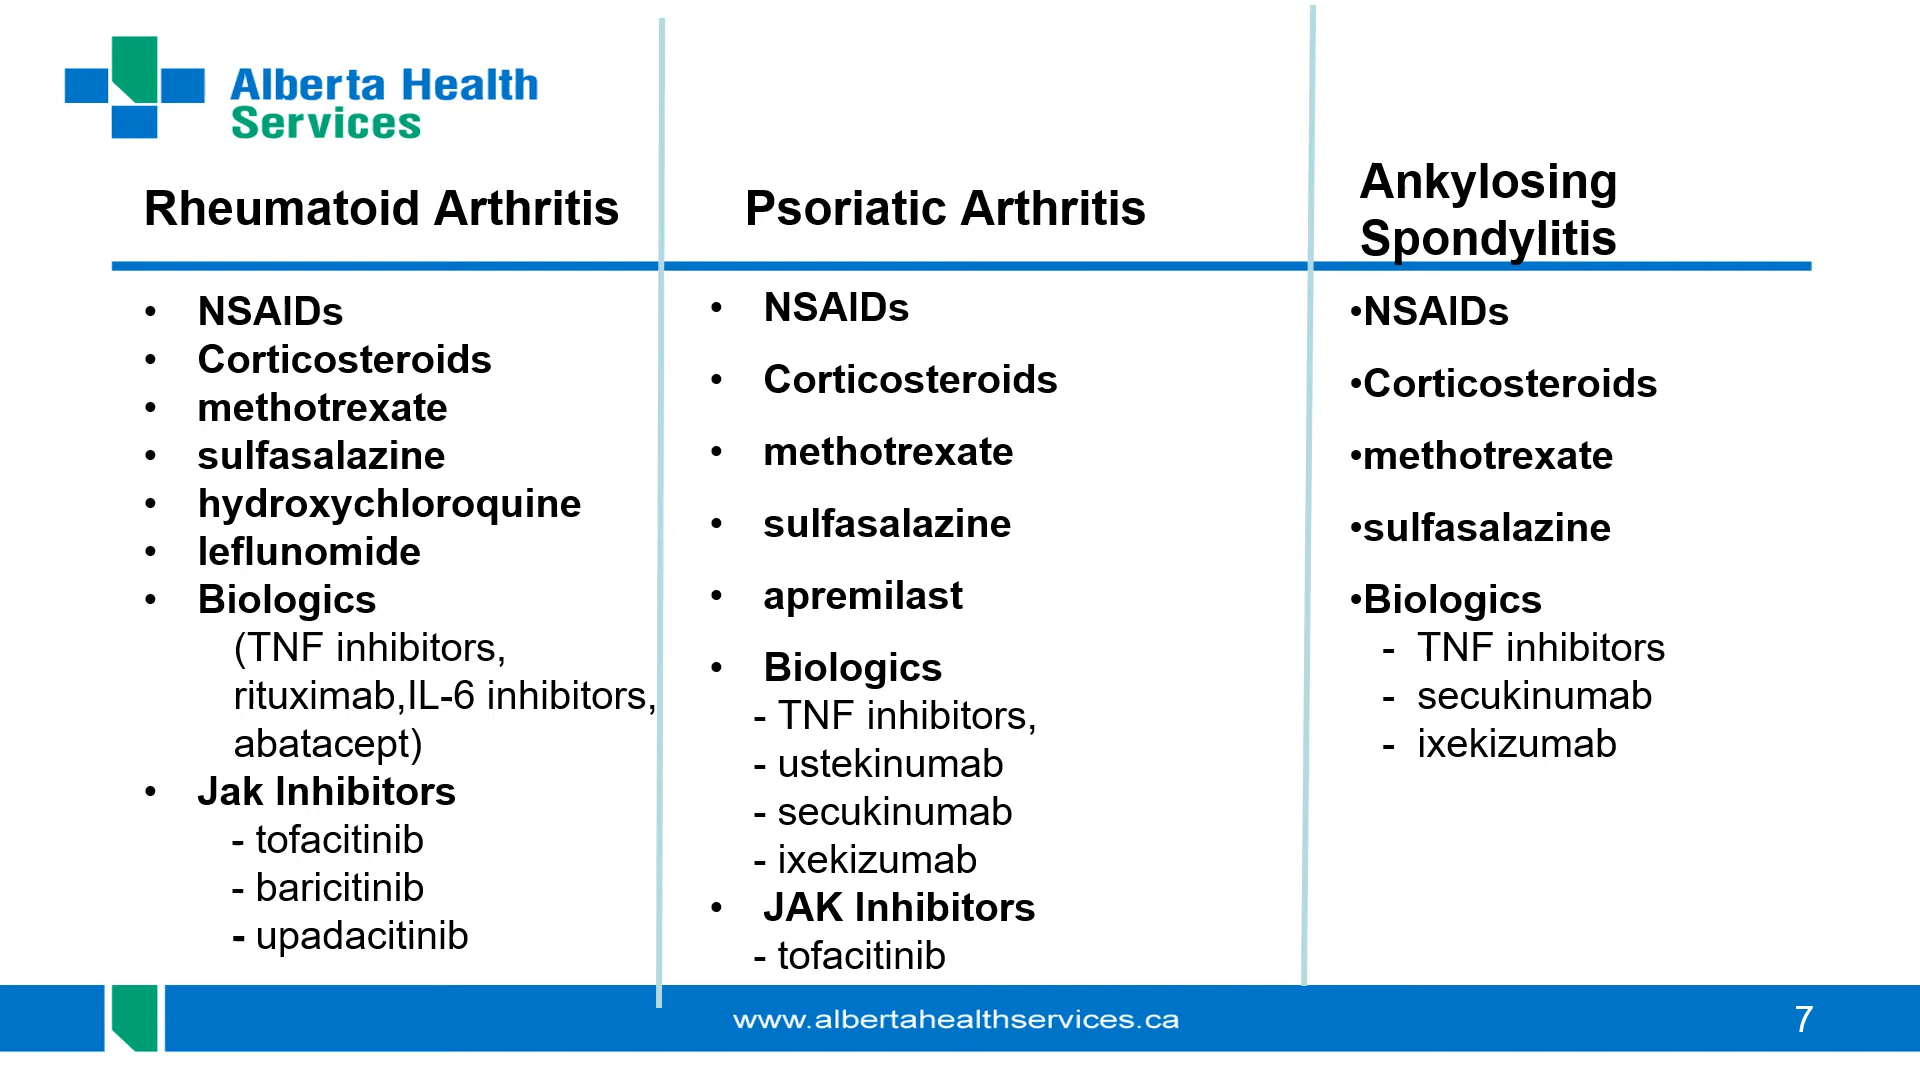 Alberta Health
Services
Rheumatoid Arthritis
• NSAIDs
• Corticosteroids
• methotrexate
• sulfasalazine
• hydroxychloroquine
• leflunomide
• Biologics
(TNF inhibitors,
rituximab,IL-6 inhibitors,
abatacept)
• Jak Inhibitors
- tofacitinib
- baricitinib
- upadacitinib
Psoriatic Arthritis
• NSAIDs
• Corticosteroids
• methotrexate
• sulfasalazine
• apremilast
• Biologics
- TNF inhibitors,
- ustekinumab
- secukinumab
- ixekizumab
• JAK Inhibitors
- tofacitinib
Ankylosing
Spondylitis
•NSAIDs
•Corticosteroids
•methotrexate
•sulfasalazine
•Biologics
- TNF inhibitors
- secukinumab
- ixekizumab
www.albertahealthservices.ca
7